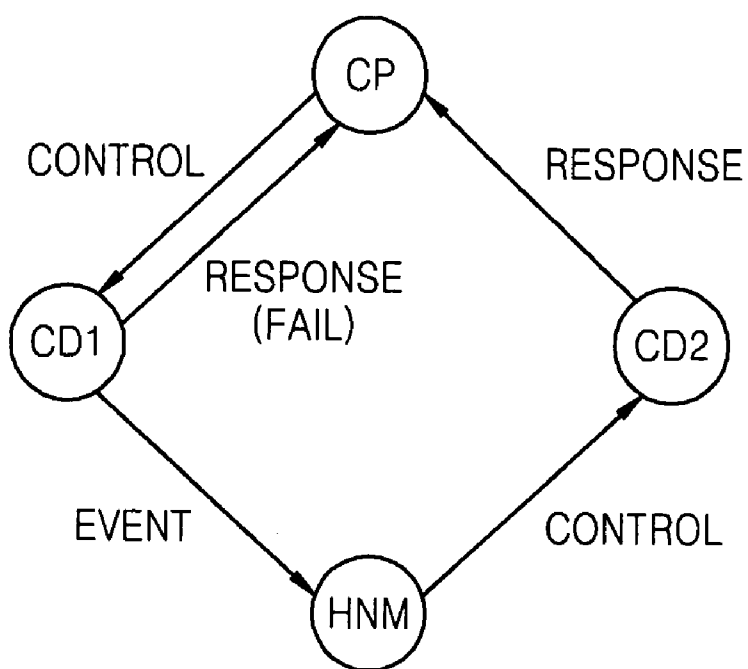 CP
CONTROL
RESPONSE
RESPONSE
(FAIL)
CD1
CD2
EVENT
CONTROL
HNM